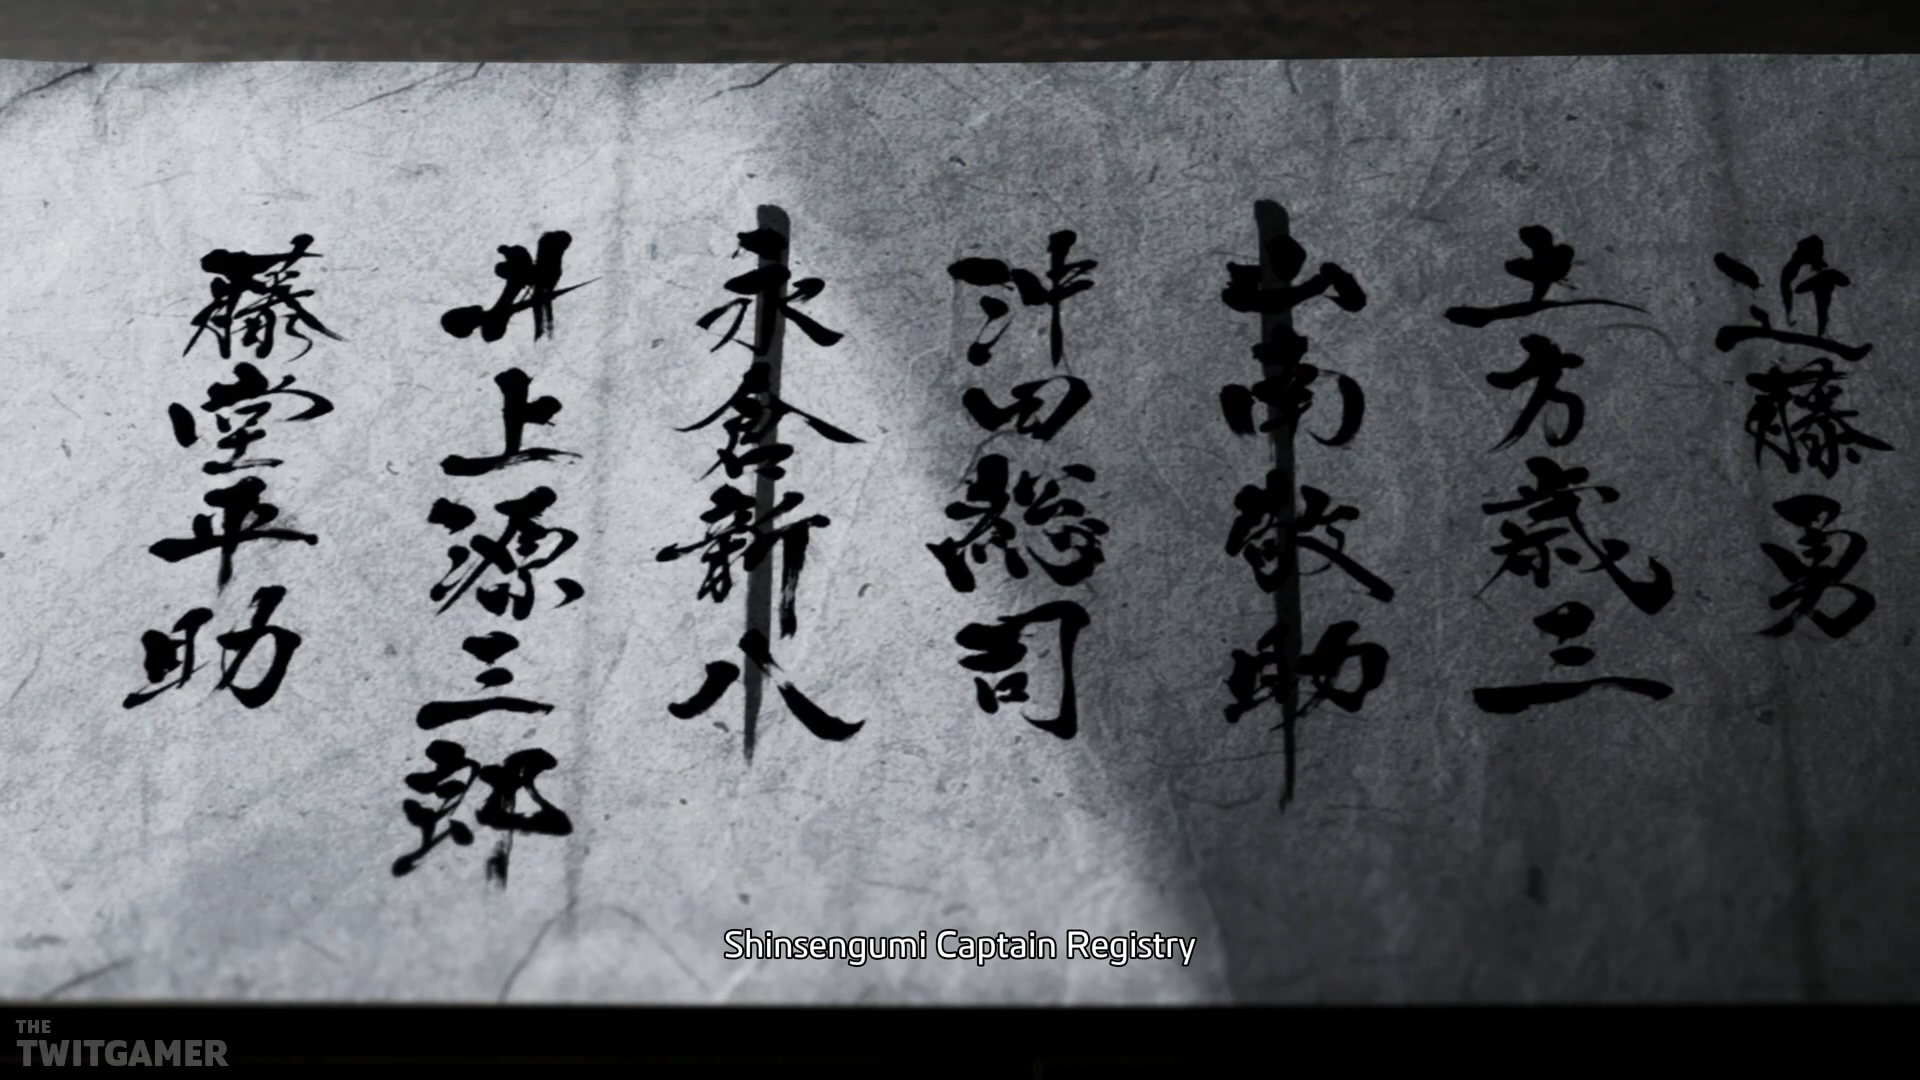 近藤勇
土方歳三
山南敬助
沖田総司
永倉新八
井上源三郎
藤堂平助
Shinsengumi Captain Registry
THE
TWITGAMER